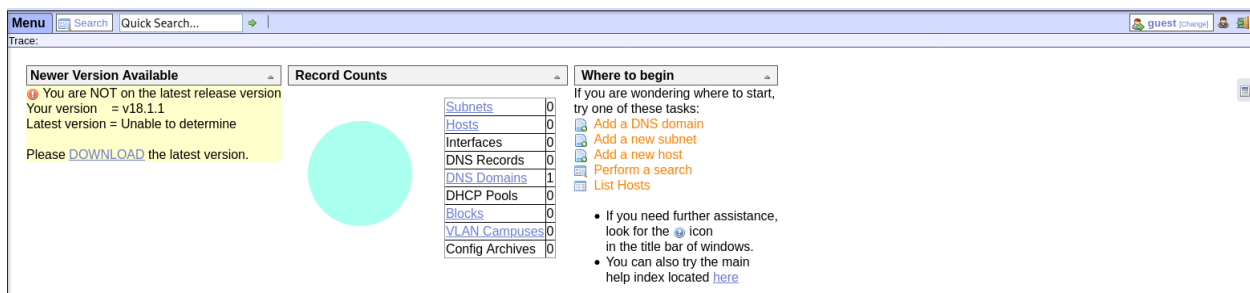 Menu Search Quick Search... guest [Change]
Trace:
Newer Version Available
You are NOT on the latest release version
Your version = v18.1.1
Latest version = Unable to determine
Please DOWNLOAD the latest version.
Record Counts
Subnets 0
Hosts 0
Interfaces 0
DNS Records 0
DNS Domains 1
DHCP Pools 0
Blocks 0
VLAN Campuses 0
Config Archives 0
Where to begin
If you are wondering where to start,
try one of these tasks:
Add a DNS domain
Add a new subnet
Add a new host
Perform a search
List Hosts
• If you need further assistance,
look for the icon
in the title bar of windows.
• You can also try the main
help index located here